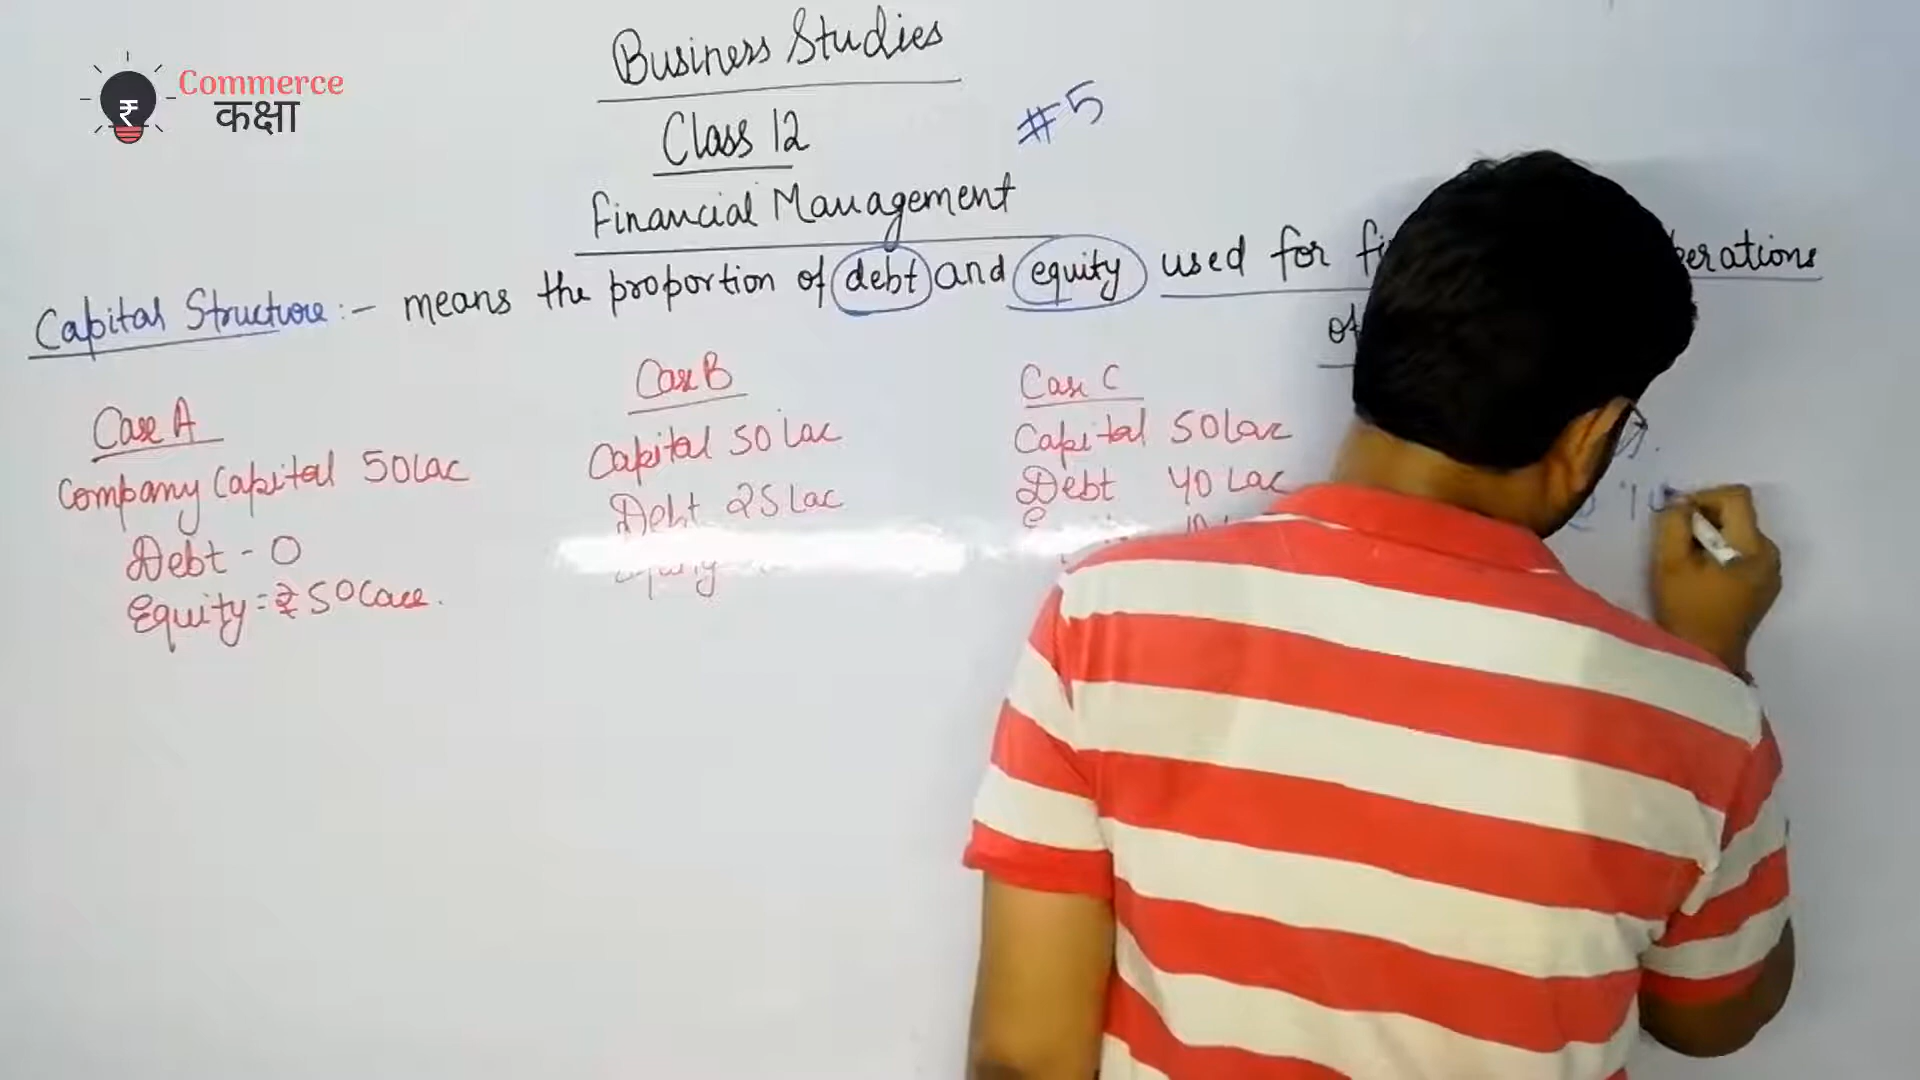 Commerce
कक्षा
Business Studies
Class 12
#5
Financial Management
Capital Structure :- means the proportion of debt and equity used for
of
Case A
Company Capital 50 Lac
Debt - 0
Equity = ₹ 50 Lacs.
Case B
Capital 50 Lac
Debt 25 Lac
Equity
Case C
Capital 50 Lac
Debt 40 Lac